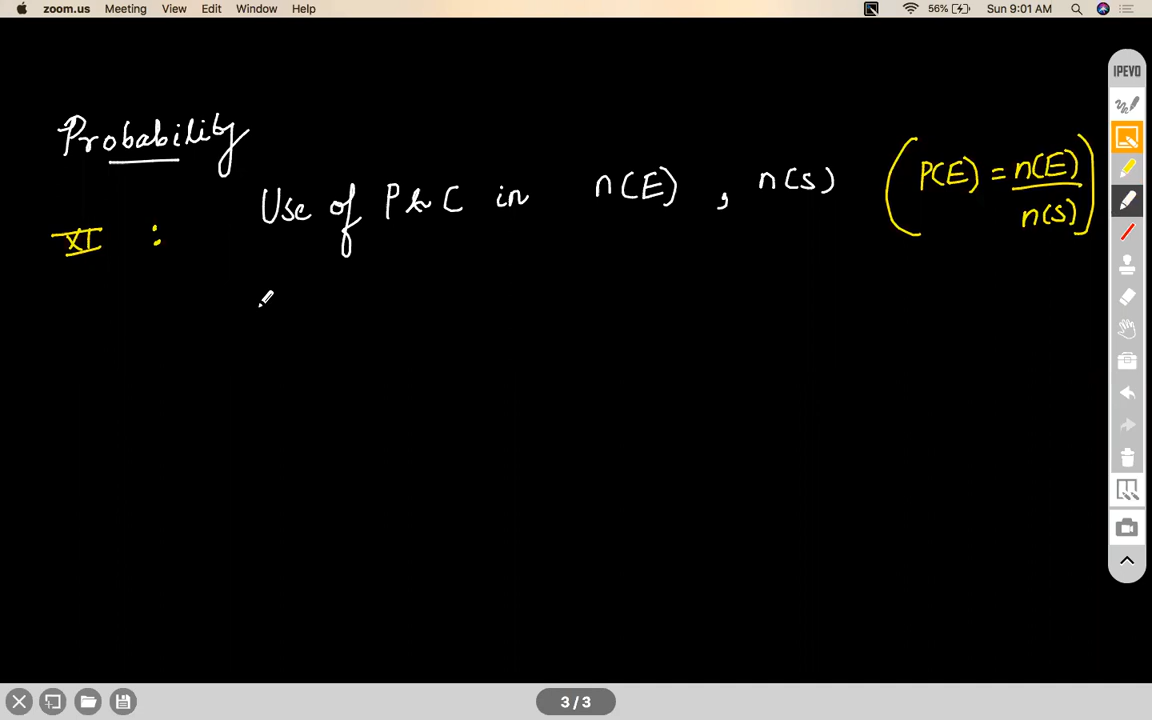 zoom.us Meeting View Edit Window Help 56% Sun 9:01 AM
IPEVO
Probability
Use of P & C in n(E) , n(s) (P(E) = n(E)/n(s))
XI :
3 / 3